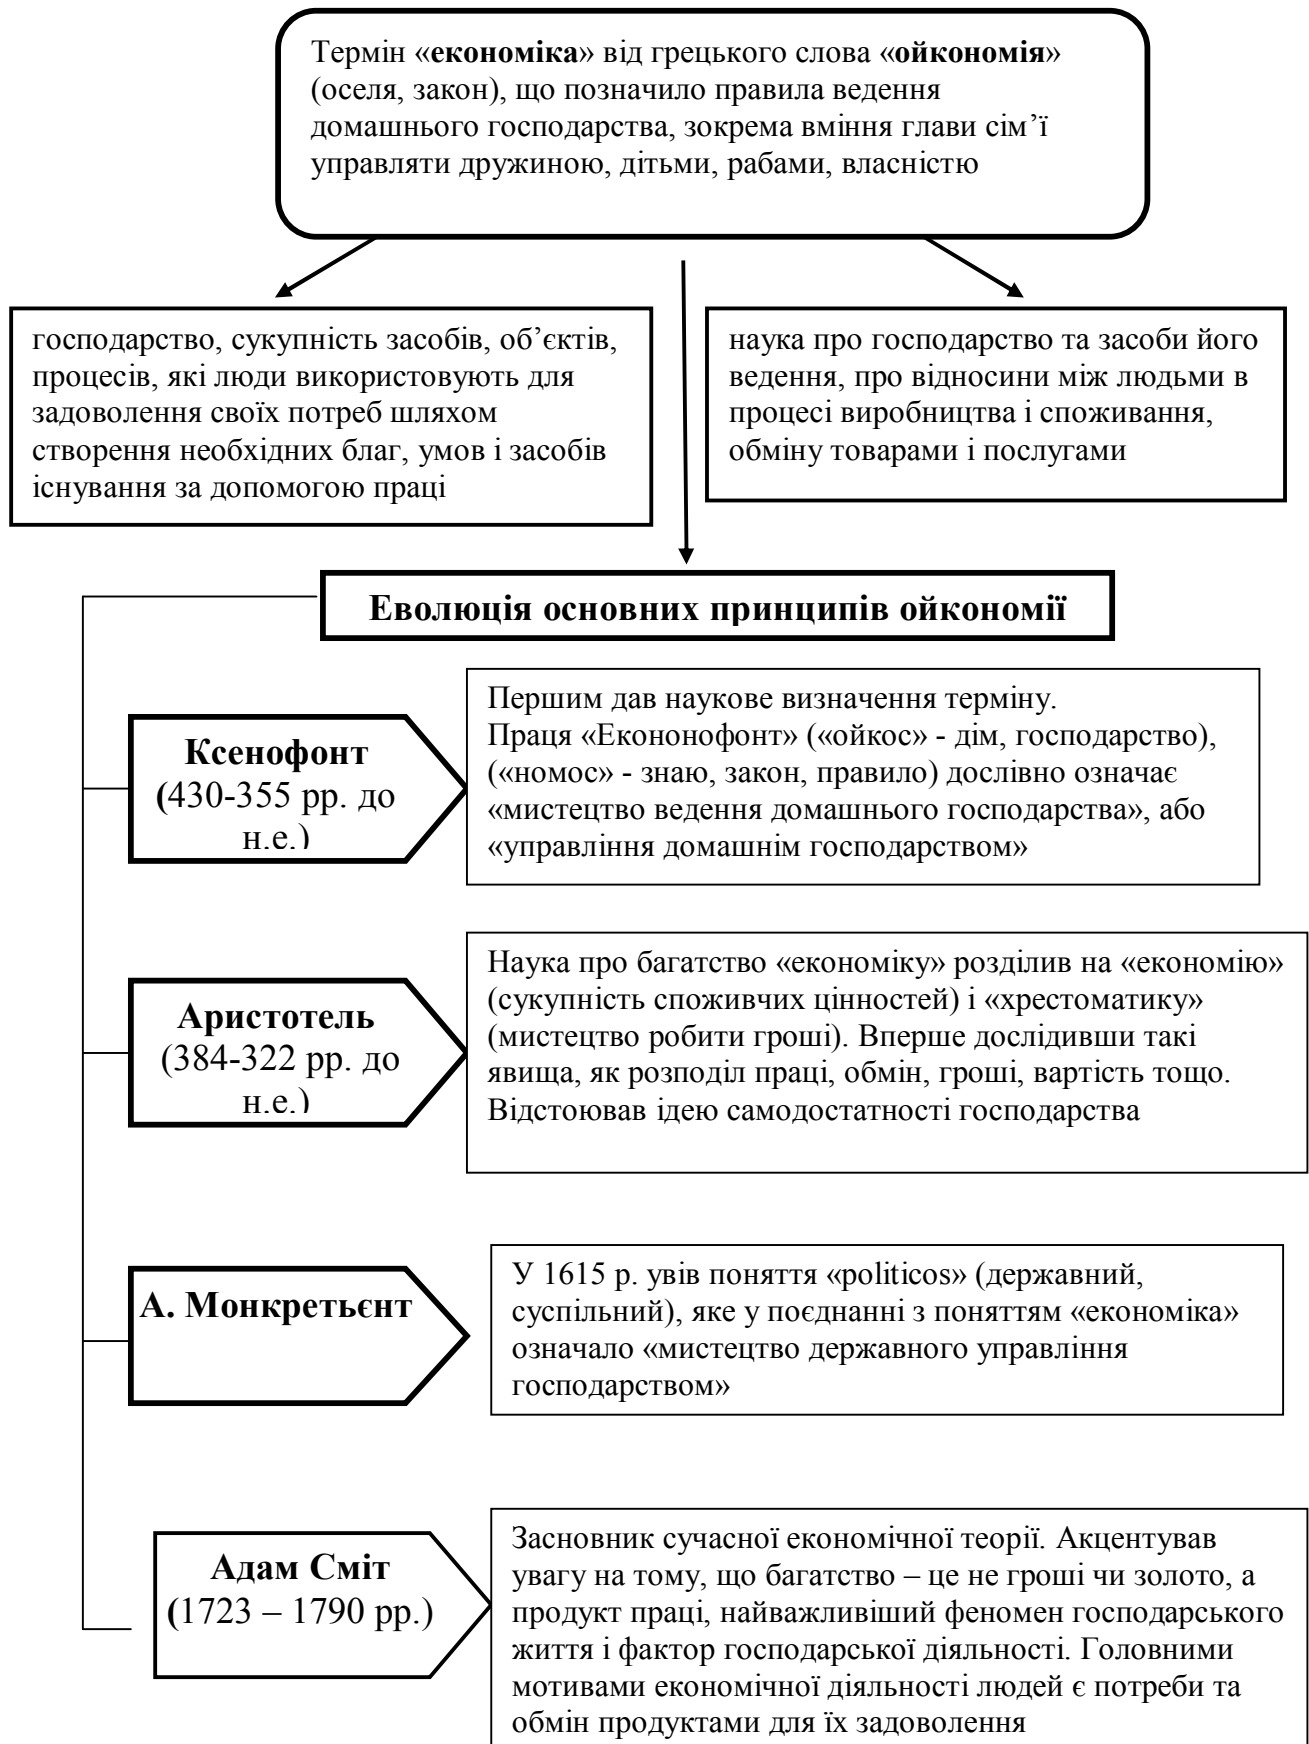 Термін «економіка» від грецького слова «ойкономія»
(оселя, закон), що позначило правила ведення
домашнього господарства, зокрема вміння глави сім’ї
управляти дружиною, дітьми, рабами, власністю
господарство, сукупність засобів, об’єктів,
процесів, які люди використовують для
задоволення своїх потреб шляхом
створення необхідних благ, умов і засобів
існування за допомогою праці
наука про господарство та засоби його
ведення, про відносини між людьми в
процесі виробництва і споживання,
обміну товарами і послугами
Еволюція основних принципів ойкономії
Ксенофонт
(430-355 рр. до
н.е.)
Першим дав наукове визначення терміну.
Праця «Екононофонт» («ойкос» - дім, господарство),
(«номос» - знаю, закон, правило) дослівно означає
«мистецтво ведення домашнього господарства», або
«управління домашнім господарством»
Аристотель
(384-322 рр. до
н.е.)
Наука про багатство «економіку» розділив на «економію»
(сукупність споживчих цінностей) і «хрестоматику»
(мистецтво робити гроші). Вперше дослідивши такі
явища, як розподіл праці, обмін, гроші, вартість тощо.
Відстоював ідею самодостатності господарства
А. Монкретьєнт
У 1615 р. увів поняття «politicos» (державний,
суспільний), яке у поєднанні з поняттям «економіка»
означало «мистецтво державного управління
господарством»
Адам Сміт
(1723 – 1790 рр.)
Засновник сучасної економічної теорії. Акцентував
увагу на тому, що багатство – це не гроші чи золото, а
продукт праці, найважливіший феномен господарського
життя і фактор господарської діяльності. Головними
мотивами економічної діяльності людей є потреби та
обмін продуктами для їх задоволення